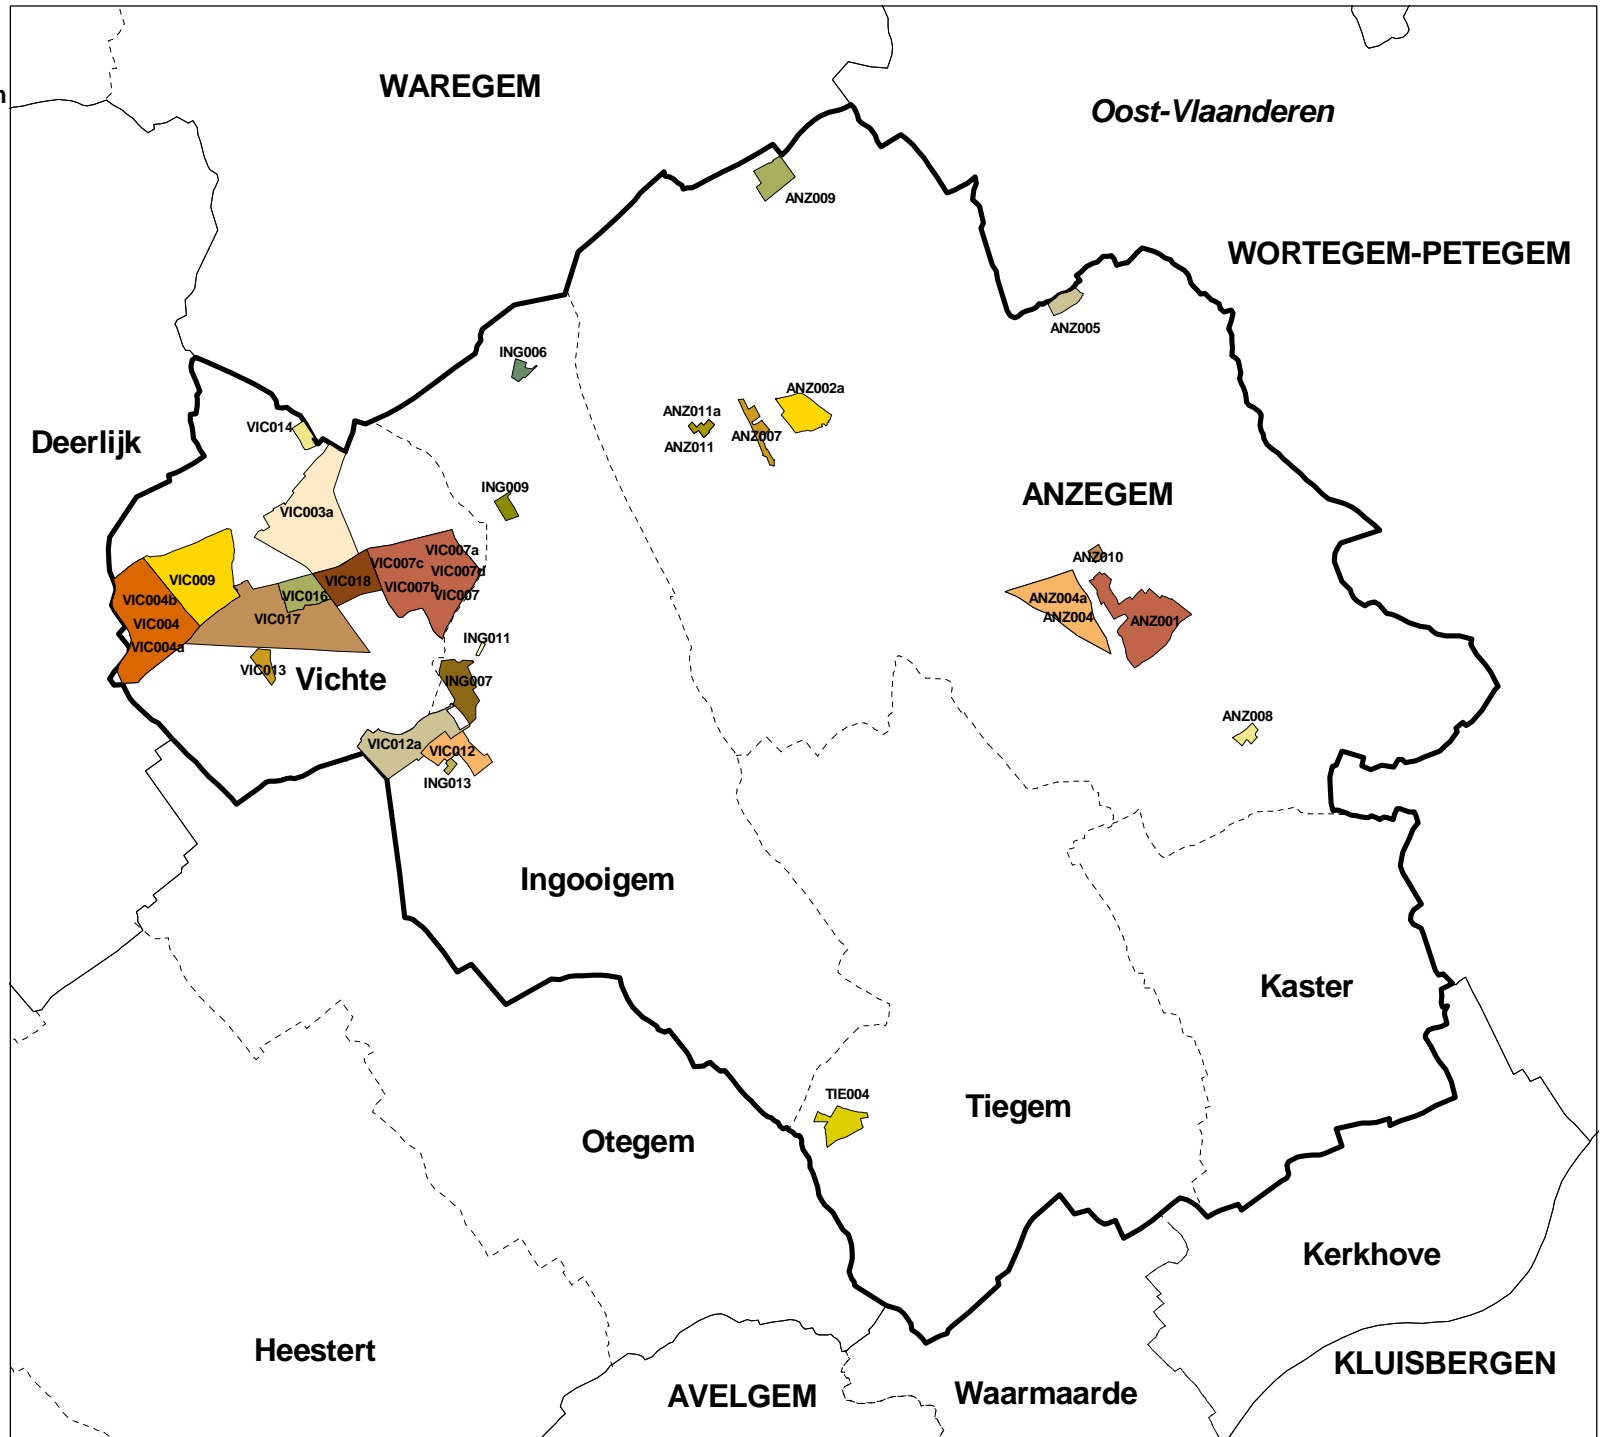 WAREGEM
n
Oost-Vlaanderen
ANZ009
WORTEGEM-PETEGEM
ANZ005
ING006
ANZ002a
ANZ011a
VIC014
ANZ007
Deerlijk
ANZ011
ING009
ANZEGEM
VIC003a
VIC007a
ANZ010
VIC007c
VIC007d
VIC009
VIC018
VIC007b
VIC016
VIC007
VIC004b
ANZ004a
VIC017
ANZ004
ANZ001
VIC004
ING011
VIC004a
VIC013
Vichte
ING007
ANZ008
VIC012a
VIC012
ING013
Ingooigem
Kaster
TIE004
Tiegem
Otegem
Kerkhove
Heestert
KLUISBERGEN
AVELGEM
Waarmaarde